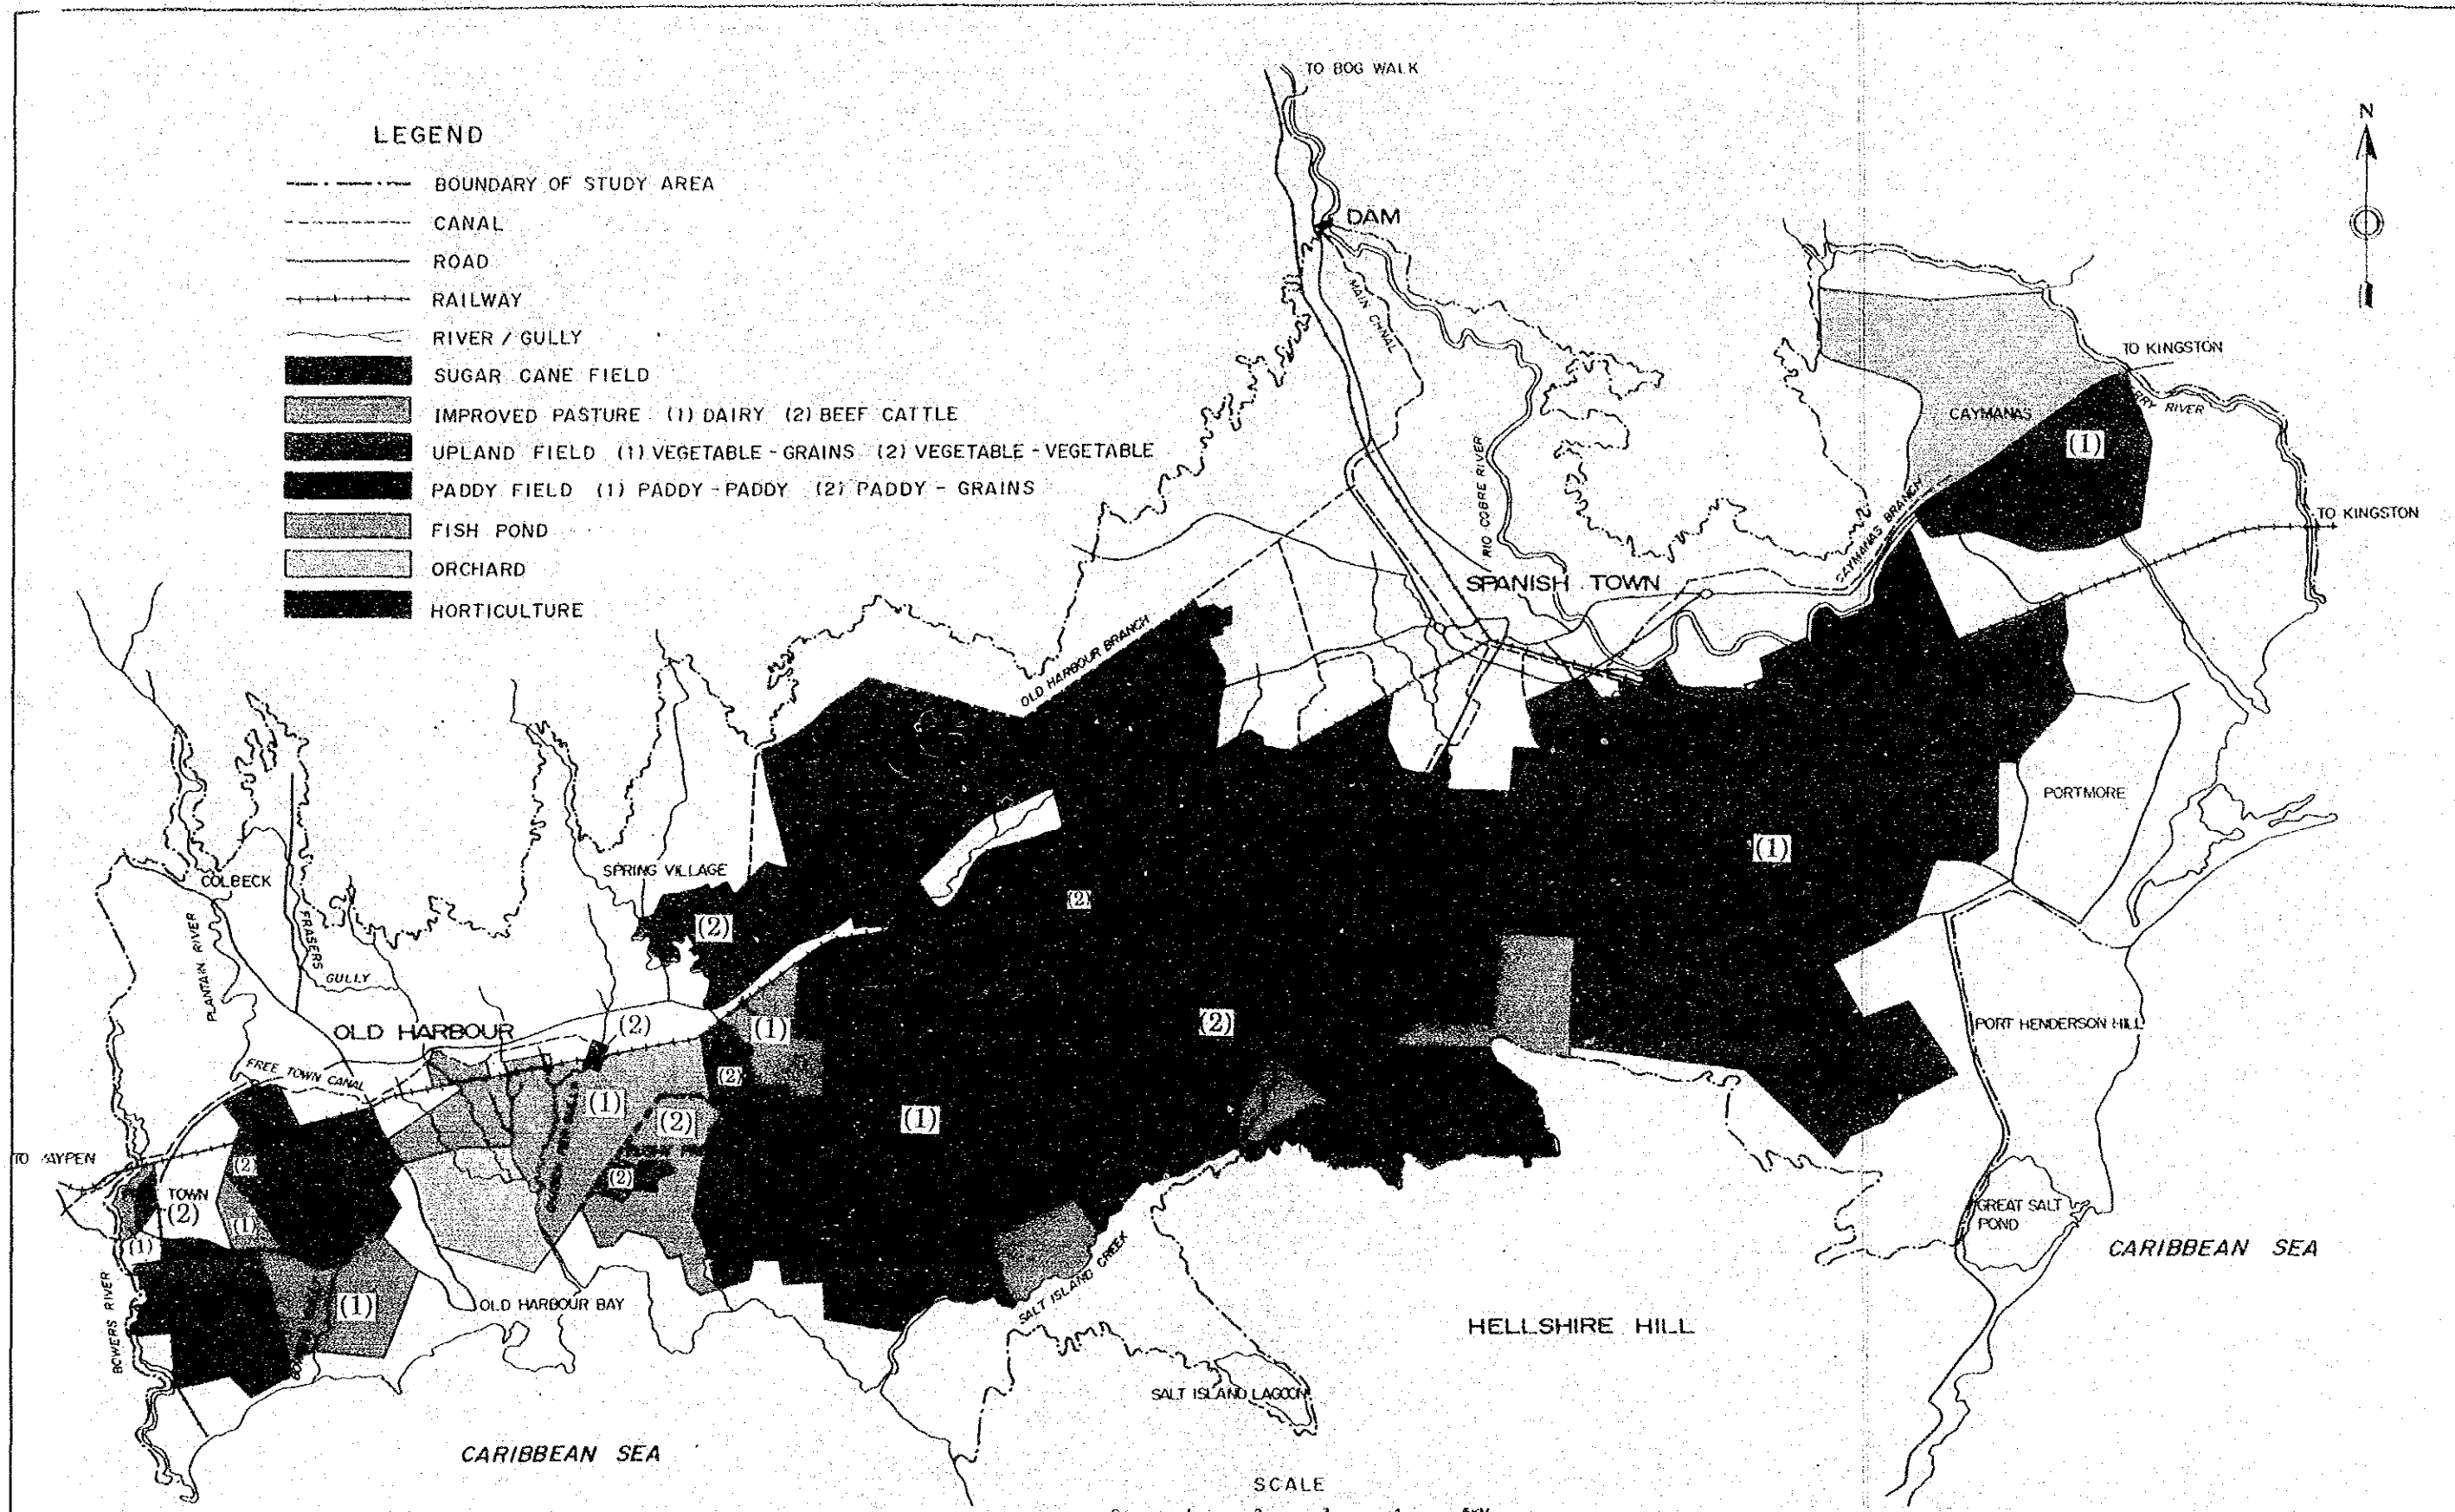 TO BOG WALK
N
LEGEND
BOUNDARY OF STUDY AREA
CANAL
ROAD
RAILWAY
RIVER / GULLY
SUGAR CANE FIELD
IMPROVED PASTURE (1) DAIRY (2) BEEF CATTLE
UPLAND FIELD (1) VEGETABLE - GRAINS (2) VEGETABLE - VEGETABLE
PADDY FIELD (1) PADDY - PADDY (2) PADDY - GRAINS
FISH POND
ORCHARD
HORTICULTURE
DAM
MAIN CANAL
TO KINGSTON
CAYMANAS
RIVER
(1)
RIO COBRE RIVER
CAYMANAS BRANCH
TO KINGSTON
SPANISH TOWN
OLD HARBOUR BRANCH
PORTMORE
(1)
SPRING VILLAGE
COLBECK
(2)
(2)
PLANTAIN RIVER
FRASERS
GULLY
OLD HARBOUR
(2)
(1)
(2)
PORT HENDERSON HILL
FREE TOWN CANAL
(2)
(1)
(2)
(1)
TO
(2)
(2)
TOWN
(2)
(1)
(1)
GREAT SALT
POND
CARIBBEAN SEA
BOWERS RIVER
(1)
OLD HARBOUR BAY
SALT ISLAND CREEK
HELLSHIRE HILL
SALT ISLAND LAGOON
CARIBBEAN SEA
SCALE